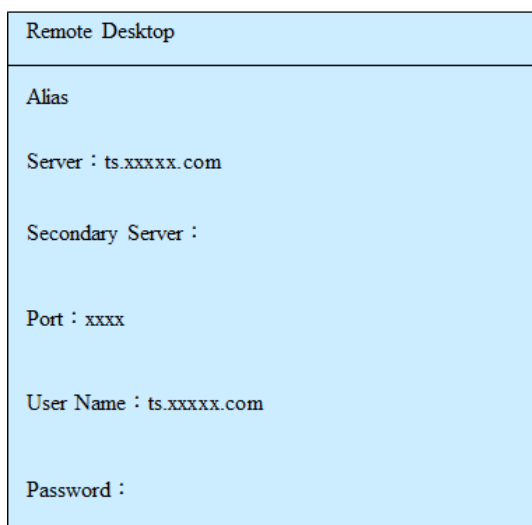 Remote Desktop
Alias
Server：ts.xxxxx.com
Secondary Server：
Port：xxxx
User Name：ts.xxxxx.com
Password：